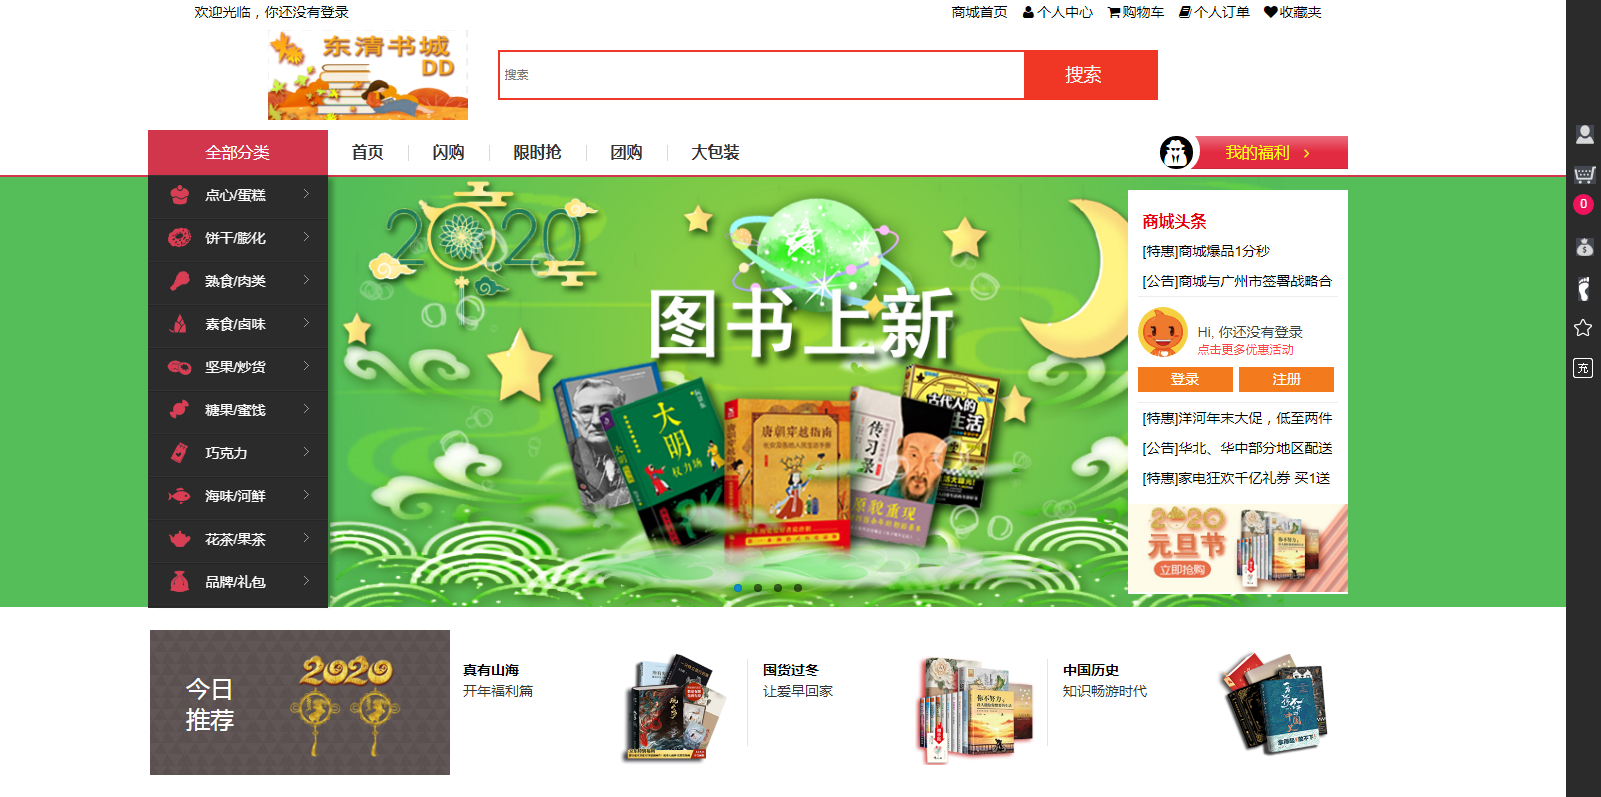 欢迎光临，你还没有登录
商城首页 个人中心 购物车 个人订单 收藏夹
东清书城
DD
搜索
搜索
全部分类
首页
闪购
限时抢
团购
大包装
我的福利 >
0
充
点心/蛋糕
饼干/膨化
熟食/肉类
素食/卤味
坚果/炒货
糖果/蜜饯
巧克力
海味/河鲜
花茶/果茶
品牌/礼包
2020
图书上新
大明
权力场
唐朝穿越指南
传习录
古代人的
生活
原貌重现
商城头条
[特惠]商城爆品1分秒
[公告]商城与广州市签署战略合
Hi, 你还没有登录
点击更多优惠活动
登录
注册
[特惠]洋河年末大促，低至两件
[公告]华北、华中部分地区配送
[特惠]家电狂欢千亿礼券 买1送
2020
元旦节
立即抢购
你不努力
今日
推荐
2020
真有山海
开年福利篇
囤货过冬
让爱早回家
你不努力
中国历史
知识畅游时代